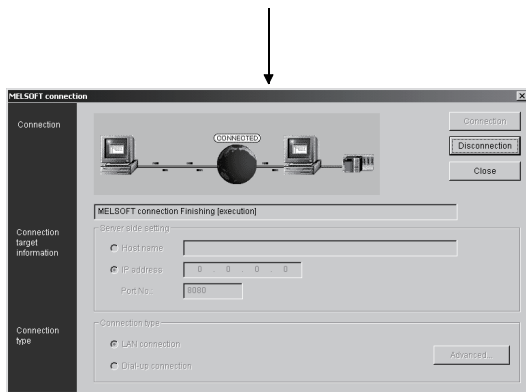 MELSOFT connection
Connection
CONNECTED
Connection
Disconnection
Close
MELSOFT connection Finishing [execution]
Connection target information
Server side setting
Host name
IP address 0 . 0 . 0 . 0
Port No.: 8080
Connection type
Connection type
LAN connection
Dial-up connection
Advanced...